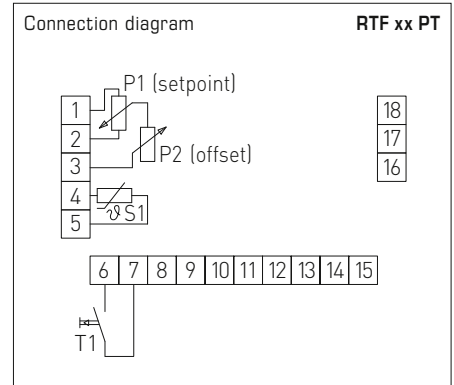 Connection diagram RTF xx PT
P1 (setpoint)
1
18
2
17
P2 (offset)
3
16
4
ϑ S1
5
6 7 8 9 10 11 12 13 14 15
T1